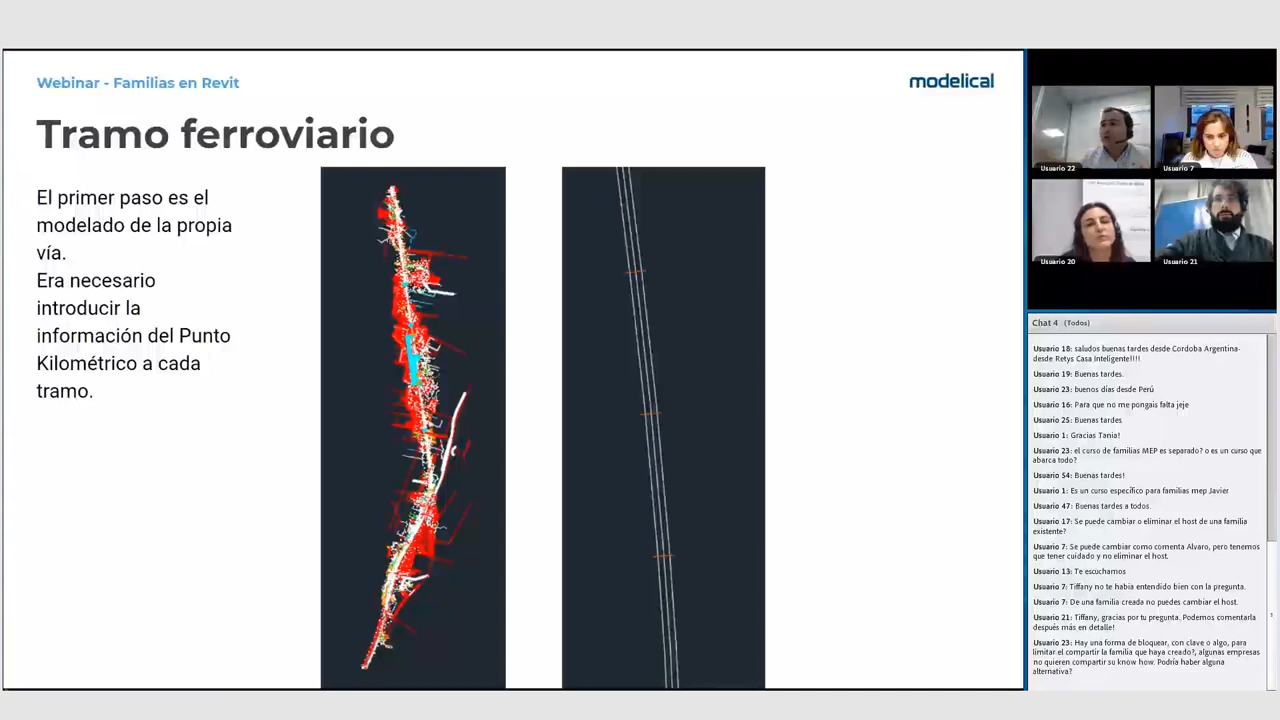 Webinar - Familias en Revit
modelical
Tramo ferroviario
El primer paso es el
modelado de la propia
vía.
Era necesario
introducir la
información del Punto
Kilométrico a cada
tramo.
Usuario 22
Usuario 7
Usuario 20
Usuario 21
Chat 4 (Todos)
Usuario 18: saludos buenas tardes desde Cordoba Argentina-
desde Retys Casa Inteligente!!!!
Usuario 19: Buenas tardes.
Usuario 23: buenos días desde Perú
Usuario 16: Para que no me pongais falta jeje
Usuario 25: Buenas tardes
Usuario 1: Gracias Tania!
Usuario 23: el curso de familias MEP es separado? o es un curso que
abarca todo?
Usuario 54: Buenas tardes!
Usuario 1: Es un curso específico para familias mep Javier
Usuario 47: Buenas tardes a todos.
Usuario 17: Se puede cambiar o eliminar el host de una familia
existente?
Usuario 7: Se puede cambiar como comenta Alvaro, pero tenemos
que tener cuidado y no eliminar el host.
Usuario 13: Te escuchamos
Usuario 7: Tiffany no te habia entendido bien con la pregunta.
Usuario 7: De una familia creada no puedes cambiar el host.
Usuario 21: Tiffany, gracias por tu pregunta. Podemos comentarla
después más en detalle!
Usuario 23: Hay una forma de bloquear, con clave o algo, para
limitar el compartir la familia que haya creado?, algunas empresas
no quieren compartir su know how. Podría haber alguna
alternativa?